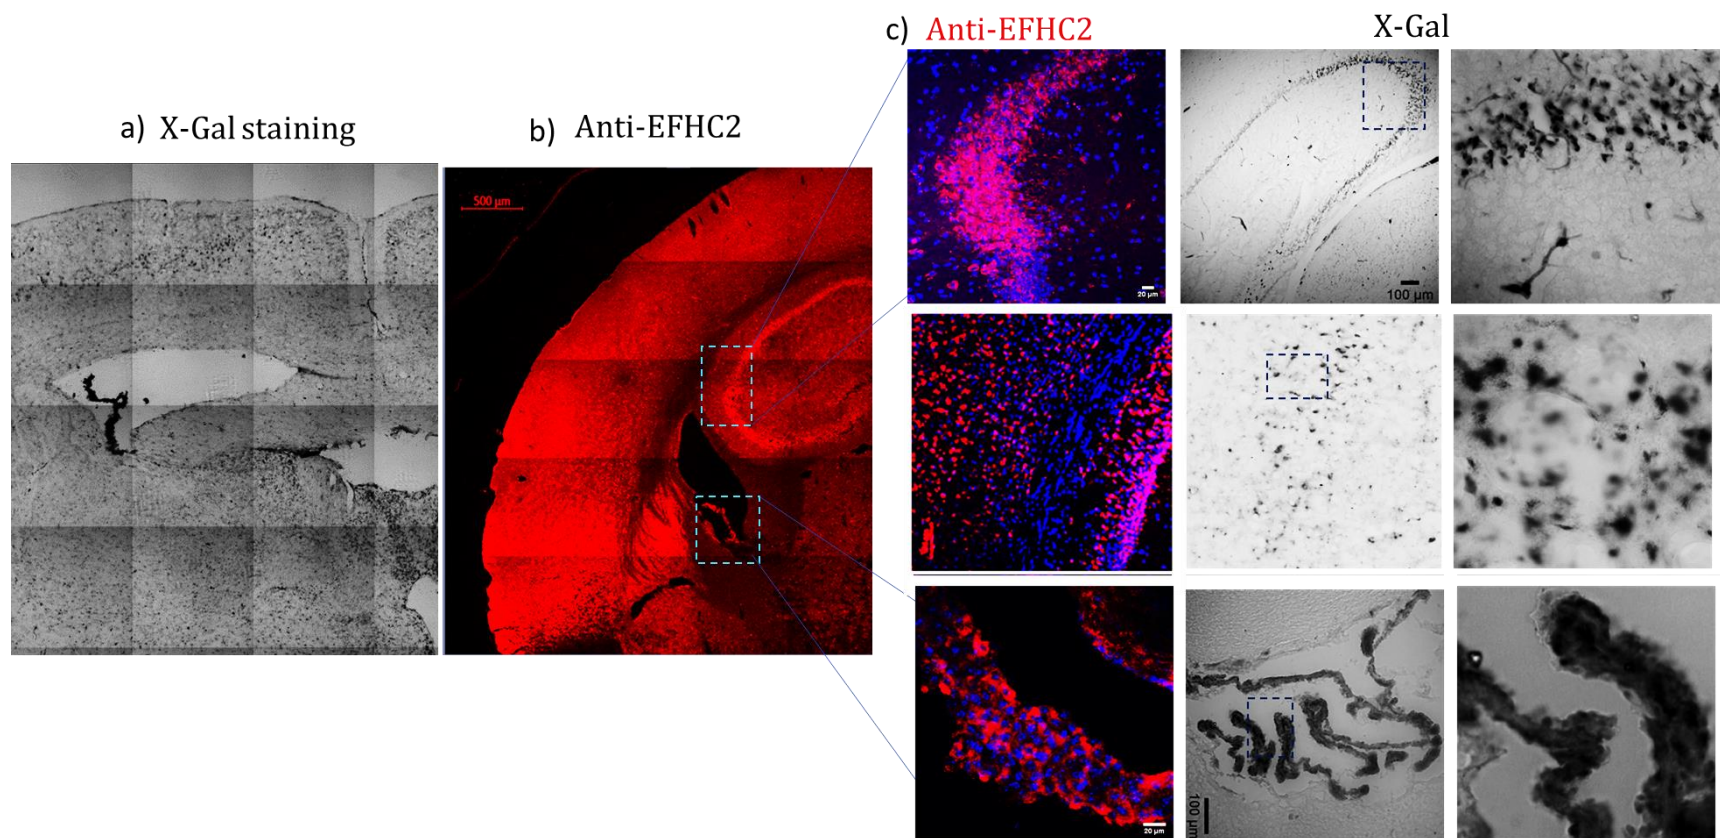 c) Anti-EFHC2
X-Gal
a) X-Gal staining
b) Anti-EFHC2
500 µm
20 µm
100 µm
100 µm
20 µm